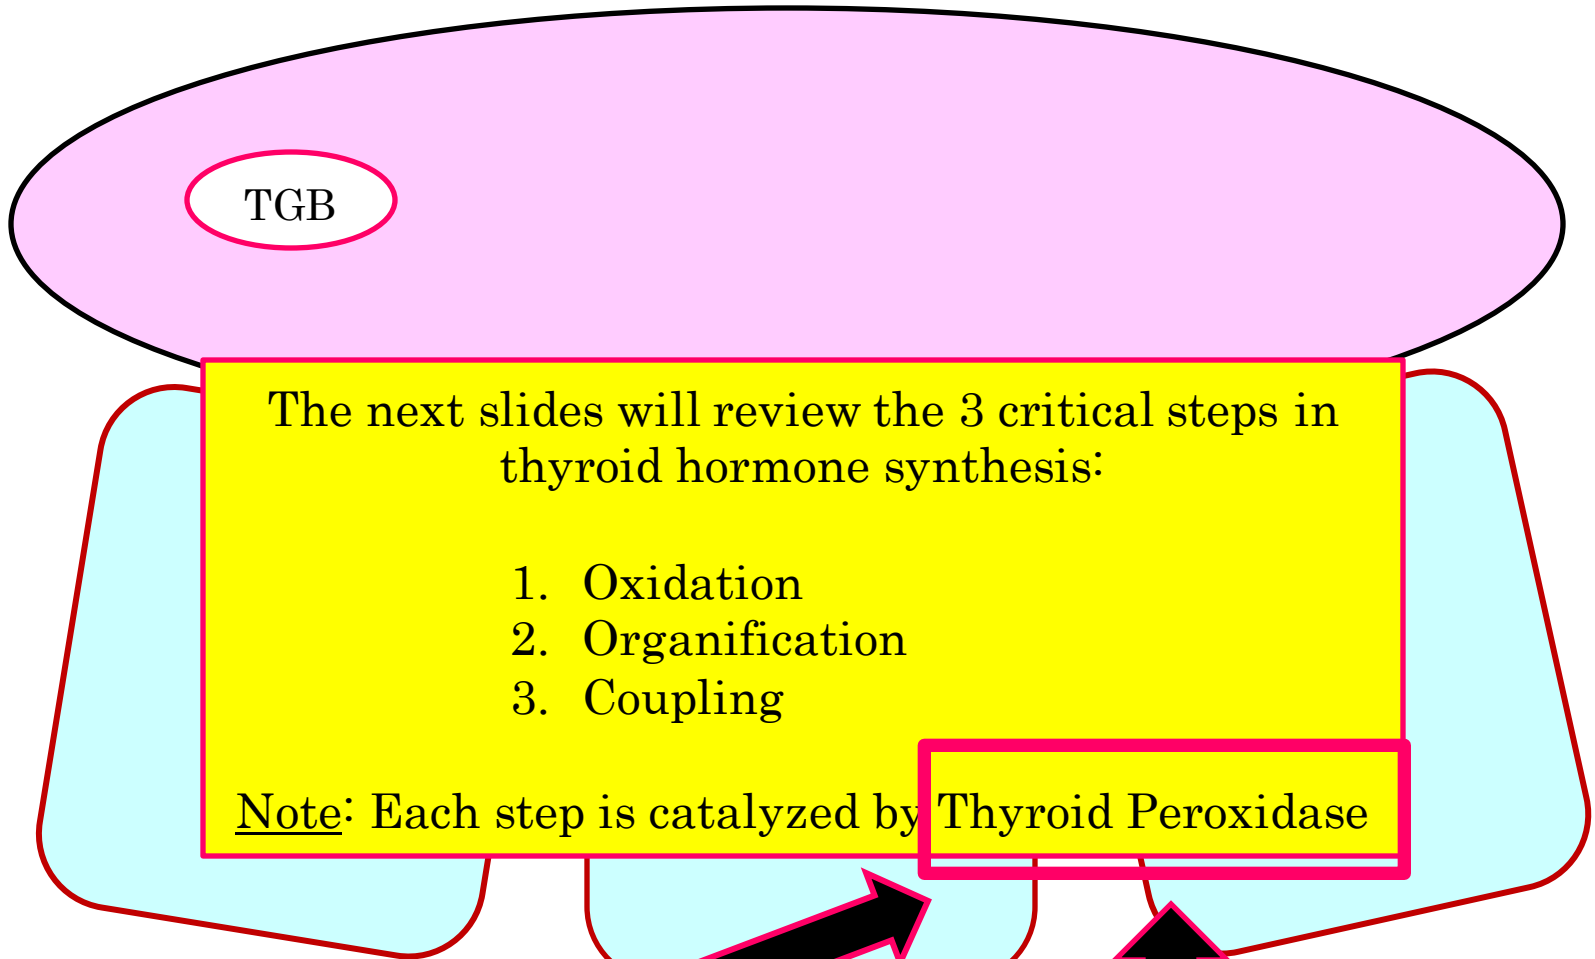 TGB
The next slides will review the 3 critical steps in
thyroid hormone synthesis:
1. Oxidation
2. Organification
3. Coupling
Note: Each step is catalyzed by Thyroid Peroxidase